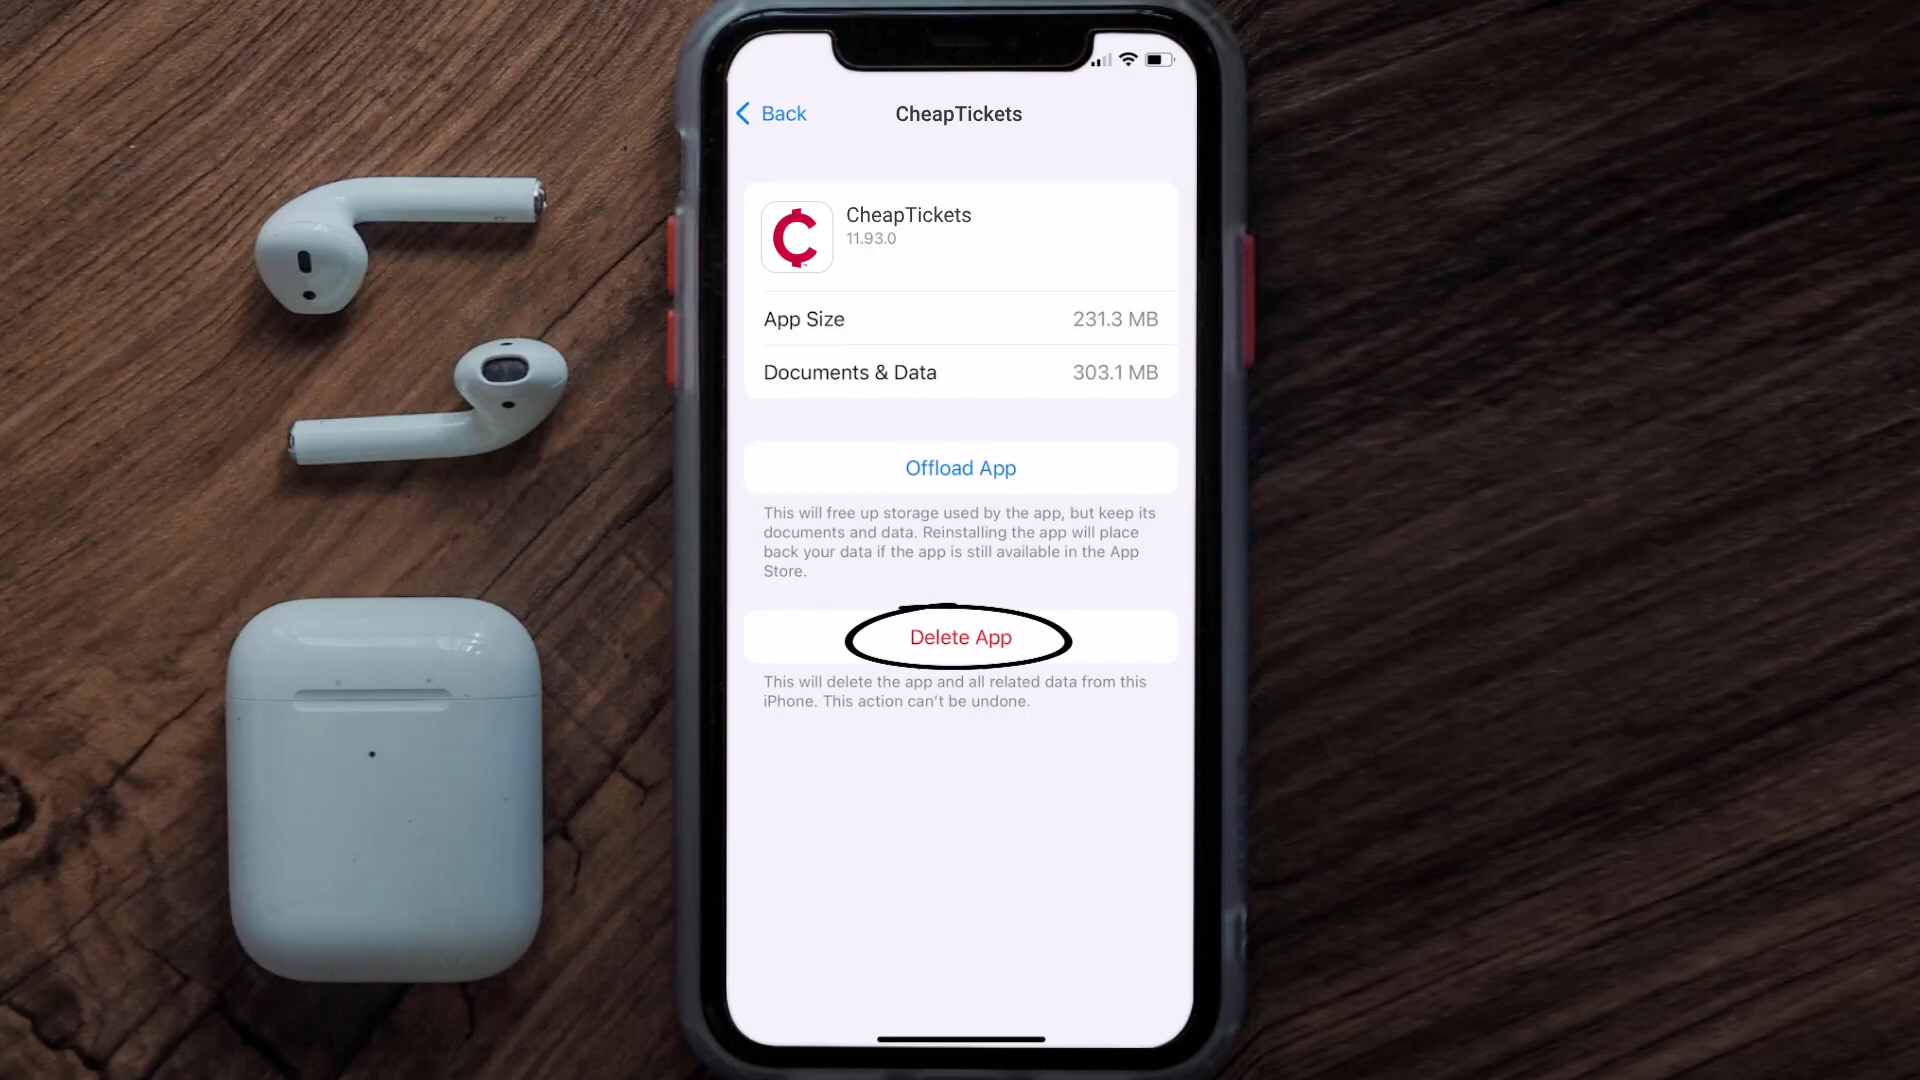 Back
CheapTickets
CheapTickets
11.93.0
App Size 231.3 MB
Documents & Data 303.1 MB
Offload App
This will free up storage used by the app, but keep its
documents and data. Reinstalling the app will place
back your data if the app is still available in the App
Store.
Delete App
This will delete the app and all related data from this
iPhone. This action can't be undone.